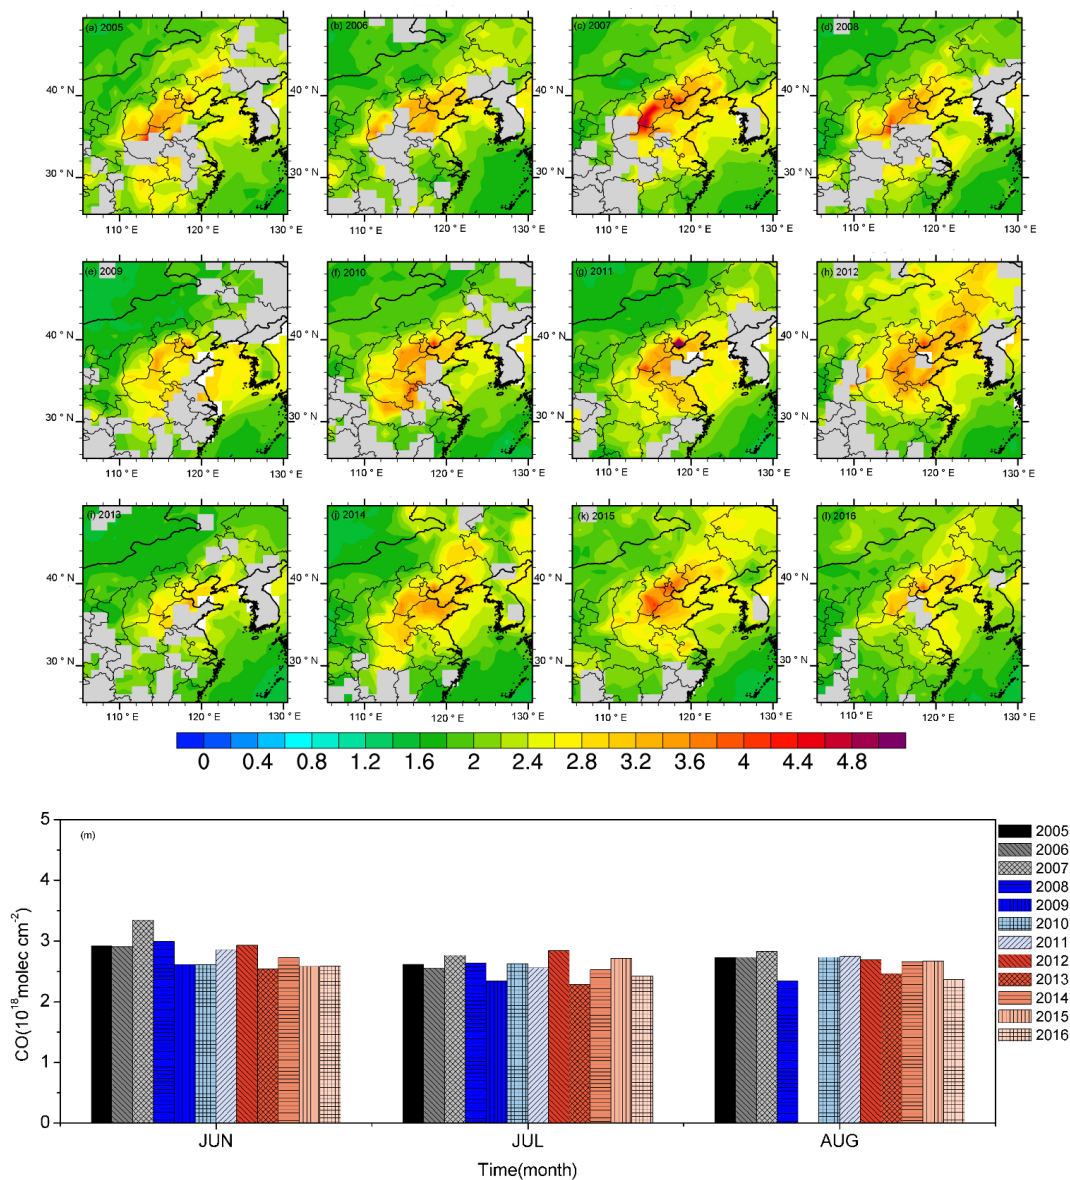 (a) 2005 (b) 2006 (c) 2007 (d) 2008
40° N 40° N 40° N 40° N
30° N 30° N 30° N 30° N
110° E 120° E 130° E 110° E 120° E 130° E 110° E 120° E 130° E 110° E 120° E 130° E
(e) 2009 (f) 2010 (g) 2011 (h) 2012
40° N 40° N 40° N 40° N
30° N 30° N 30° N 30° N
110° E 120° E 130° E 110° E 120° E 130° E 110° E 120° E 130° E 110° E 120° E 130° E
(i) 2013 (j) 2014 (k) 2015 (l) 2016
40° N 40° N 40° N 40° N
30° N 30° N 30° N 30° N
110° E 120° E 130° E 110° E 120° E 130° E 110° E 120° E 130° E 110° E 120° E 130° E
0 0.4 0.8 1.2 1.6 2 2.4 2.8 3.2 3.6 4 4.4 4.8
(m)
CO(10¹⁸molec cm⁻²)
5
4
3
2
1
0
JUN JUL AUG
Time(month)
2005
2006
2007
2008
2009
2010
2011
2012
2013
2014
2015
2016